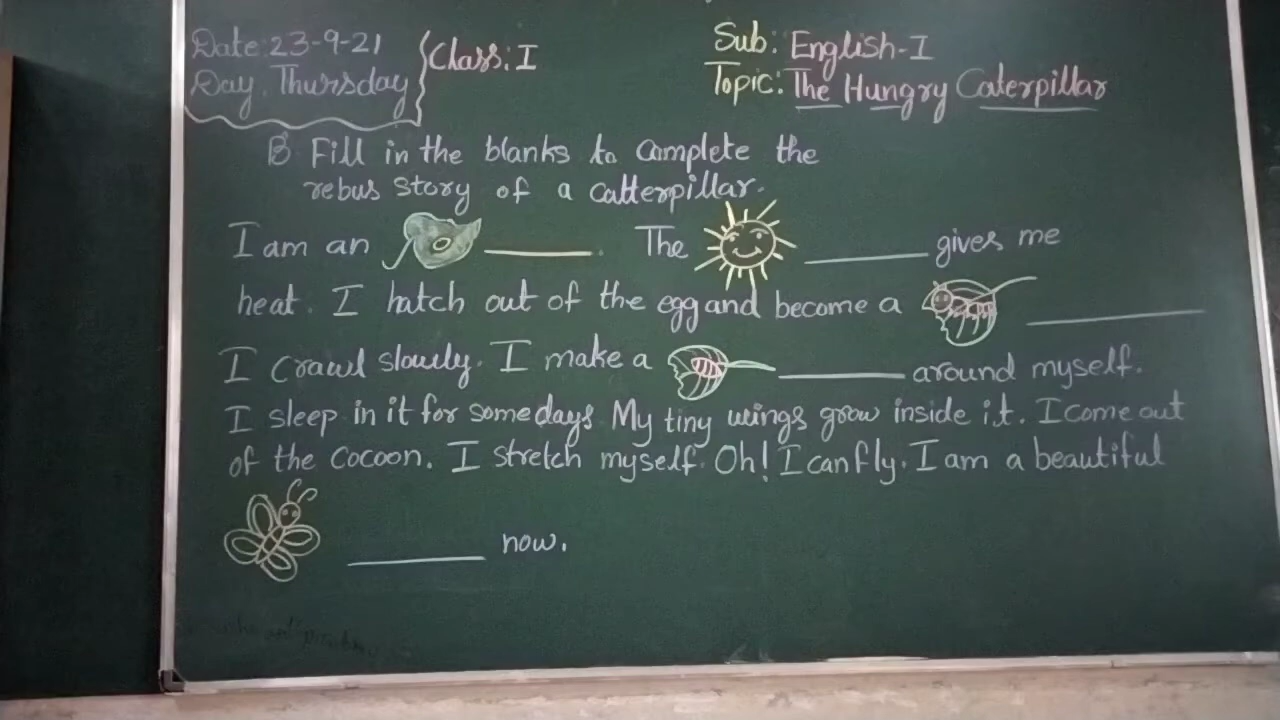 Date: 23-9-21
Day, Thursday
Class: I
Sub: English-I
Topic: The Hungry Caterpillar
B Fill in the blanks to complete the
rebus story of a catterpillar.
I am an ______. The ______ gives me
heat. I hatch out of the egg and become a ______
I crawl slowly. I make a ______ around myself.
I sleep in it for some days. My tiny wings grow inside it. I come out
of the cocoon. I stretch myself. Oh! I can fly. I am a beautiful
______ now.